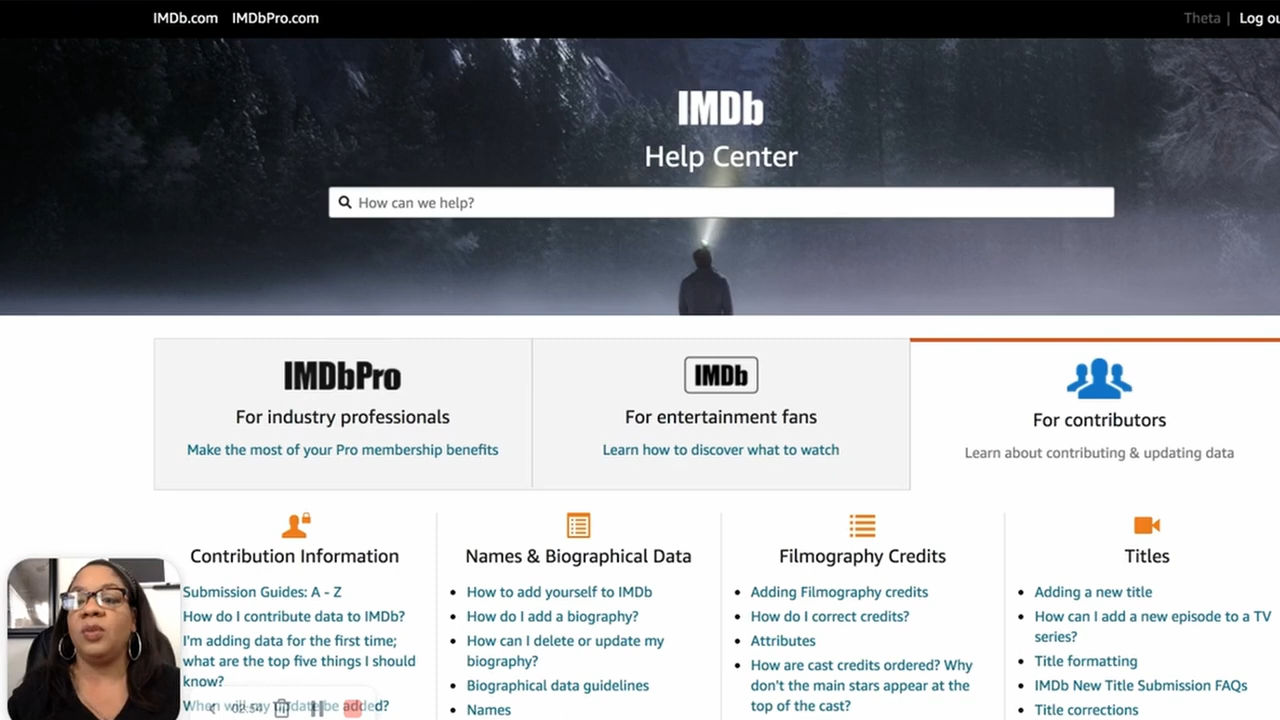 IMDb.com IMDbPro.com Theta | Log ou
IMDb
Help Center
How can we help?
IMDbPro
For industry professionals
Make the most of your Pro membership benefits
IMDb
For entertainment fans
Learn how to discover what to watch
For contributors
Learn about contributing & updating data
Contribution Information
Submission Guides: A - Z
How do I contribute data to IMDb?
I'm adding data for the first time;
what are the top five things I should
know?
When will my update be added?
02:54
Names & Biographical Data
How to add yourself to IMDb
How do I add a biography?
How can I delete or update my
biography?
Biographical data guidelines
Names
Filmography Credits
Adding Filmography credits
How do I correct credits?
Attributes
How are cast credits ordered? Why
don't the main stars appear at the
top of the cast?
Titles
Adding a new title
How can I add a new episode to a TV
series?
Title formatting
IMDb New Title Submission FAQs
Title corrections